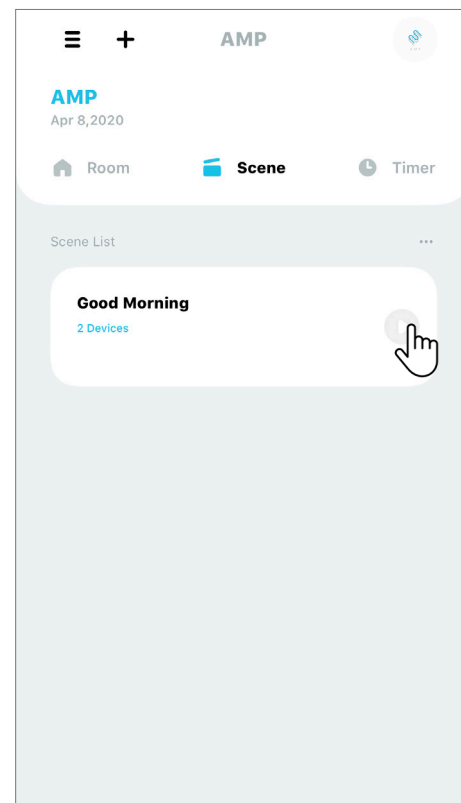 AMP
AMP
Apr 8,2020
Room Scene Timer
Scene List
Good Morning
2 Devices